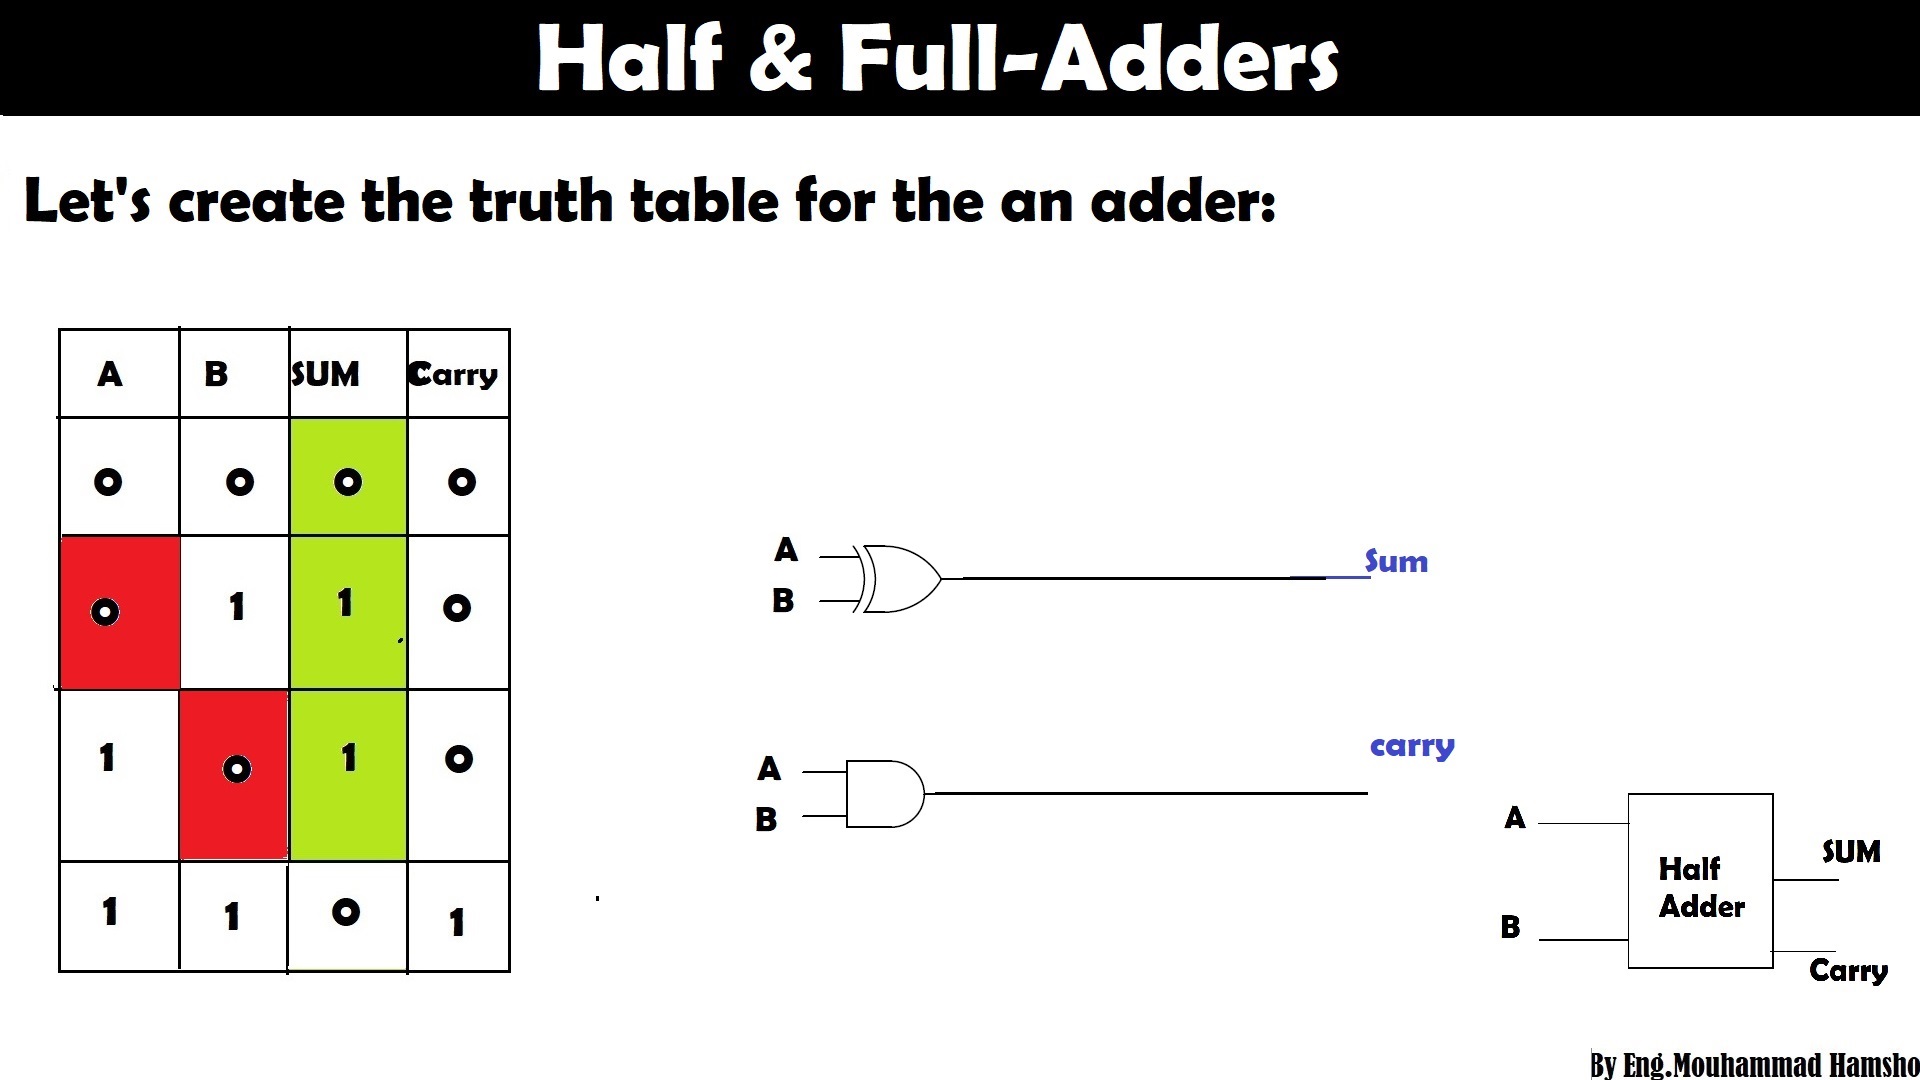 Half & Full-Adders
Let's create the truth table for the an adder:
A B SUM Carry
0 0 0 0
0 1 1 0
1 0 1 0
1 1 0 1
A
B
Sum
A
B
carry
A
B
Half
Adder
SUM
Carry
By Eng.Mouhammad Hamsho